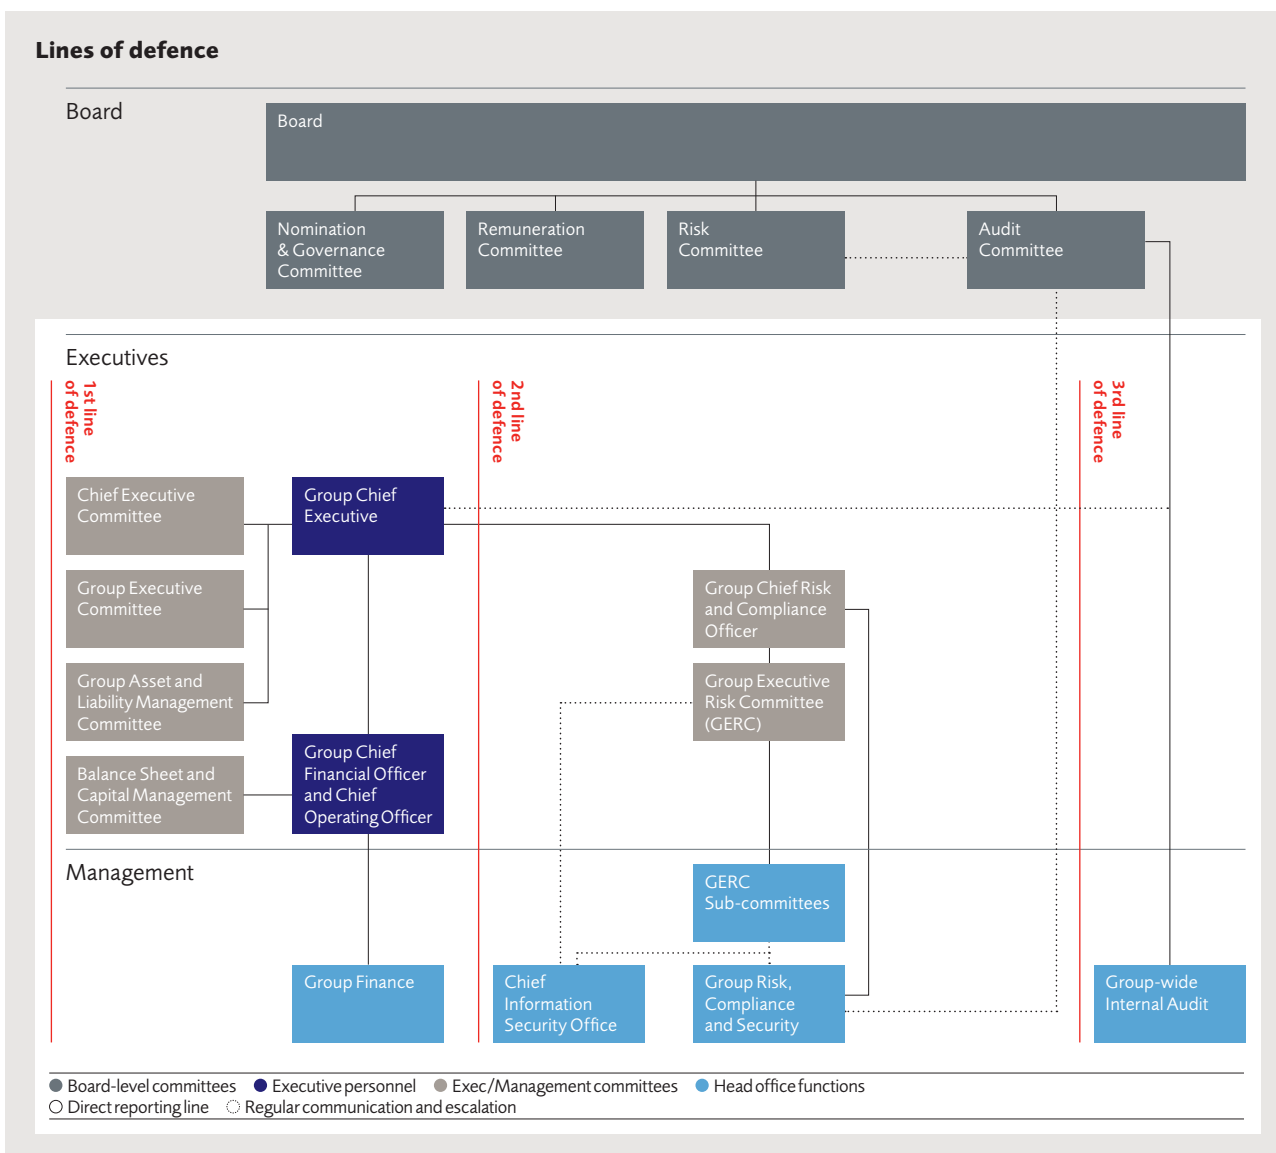 Lines of defence
Board
Board
Nomination
& Governance
Committee
Remuneration
Committee
Risk
Committee
Audit
Committee
Executives
1st line
of defence
2nd line
of defence
3rd line
of defence
Chief Executive
Committee
Group Chief
Executive
Group Executive
Committee
Group Chief Risk
and Compliance
Officer
Group Asset and
Liability Management
Committee
Group Executive
Risk Committee
(GERC)
Group Chief
Financial Officer
and Chief
Operating Officer
Balance Sheet and
Capital Management
Committee
Management
GERC
Sub-committees
Group Finance
Chief
Information
Security Office
Group Risk,
Compliance
and Security
Group-wide
Internal Audit
Board-level committees Executive personnel Exec/Management committees Head office functions
Direct reporting line Regular communication and escalation